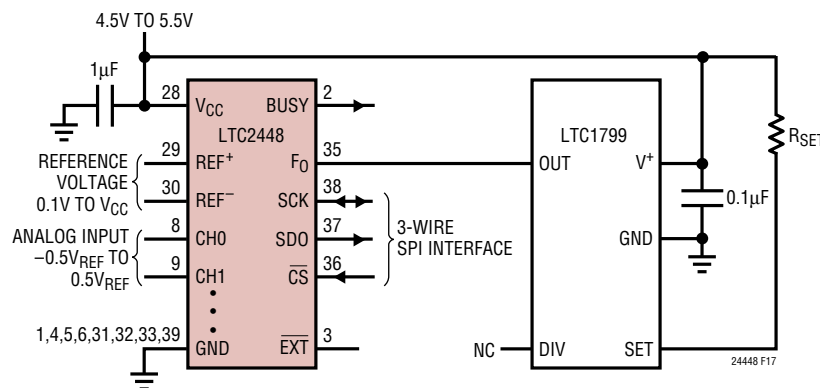 4.5V TO 5.5V
1µF
28
VCC
BUSY
2
LTC2448
LTC1799
RSET
REFERENCE
VOLTAGE
0.1V TO VCC
29
REF+
FO
35
OUT
V+
30
REF–
SCK
38
0.1µF
ANALOG INPUT
–0.5VREF TO
0.5VREF
8
CH0
SDO
37
3-WIRE
SPI INTERFACE
GND
9
CH1
CS
36
1,4,5,6,31,32,33,39
GND
EXT
3
NC
DIV
SET
24448 F17